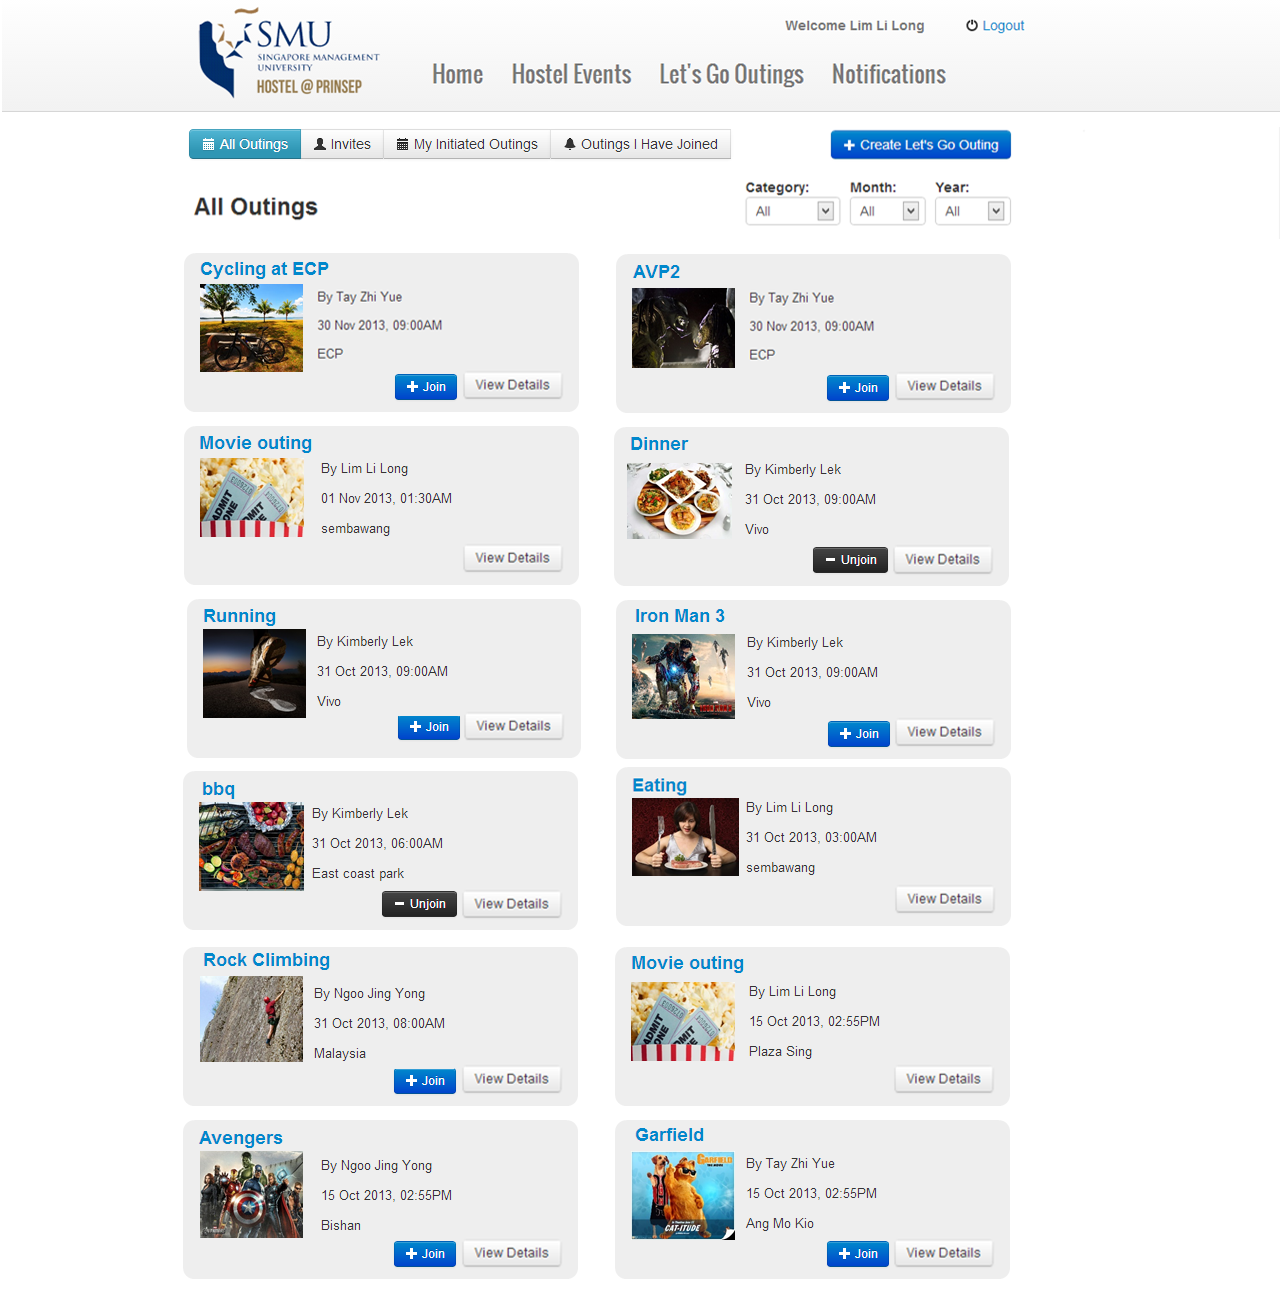 SMU
SINGAPORE MANAGEMENT
UNIVERSITY
HOSTEL @ PRINSEP
Welcome Lim Li Long
Logout
Home
Hostel Events
Let's Go Outings
Notifications
All Outings
Invites
My Initiated Outings
Outings I Have Joined
Create Let's Go Outing
All Outings
Category:
Month:
Year:
All
All
All
Cycling at ECP
By Tay Zhi Yue
30 Nov 2013, 09:00AM
ECP
Join
View Details
AVP2
By Tay Zhi Yue
30 Nov 2013, 09:00AM
ECP
Join
View Details
Movie outing
ADMIT
ONE
By Lim Li Long
01 Nov 2013, 01:30AM
sembawang
View Details
Dinner
By Kimberly Lek
31 Oct 2013, 09:00AM
Vivo
Unjoin
View Details
Running
By Kimberly Lek
31 Oct 2013, 09:00AM
Vivo
Join
View Details
Iron Man 3
By Kimberly Lek
31 Oct 2013, 09:00AM
Vivo
Join
View Details
bbq
By Kimberly Lek
31 Oct 2013, 06:00AM
East coast park
Unjoin
View Details
Eating
By Lim Li Long
31 Oct 2013, 03:00AM
sembawang
View Details
Rock Climbing
By Ngoo Jing Yong
31 Oct 2013, 08:00AM
Malaysia
Join
View Details
Movie outing
ADMIT
ONE
By Lim Li Long
15 Oct 2013, 02:55PM
Plaza Sing
View Details
Avengers
By Ngoo Jing Yong
15 Oct 2013, 02:55PM
Bishan
Join
View Details
Garfield
GARFIELD
CAT-ITUDE
By Tay Zhi Yue
15 Oct 2013, 02:55PM
Ang Mo Kio
Join
View Details